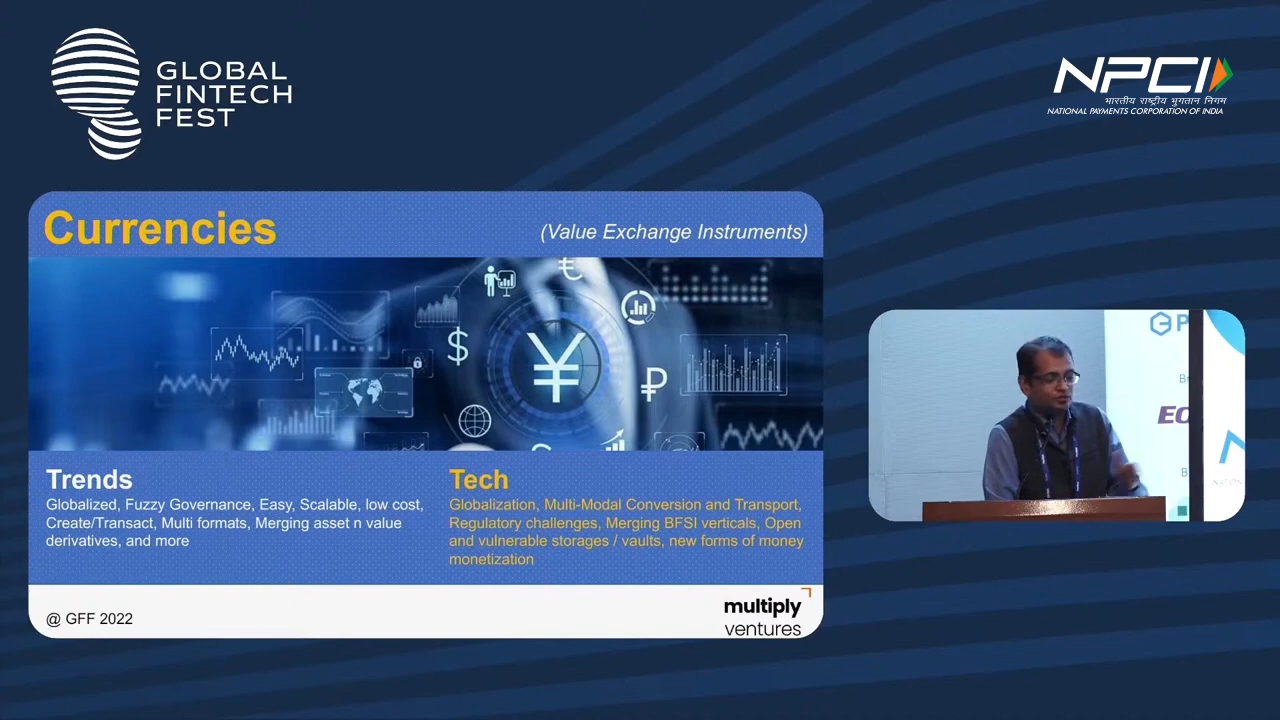 GLOBAL
FINTECH
FEST
NPCI
भारतीय राष्ट्रीय भुगतान निगम
NATIONAL PAYMENTS CORPORATION OF INDIA
Currencies
(Value Exchange Instruments)
€
$
¥
₽
Trends
Globalized, Fuzzy Governance, Easy, Scalable, low cost,
Create/Transact, Multi formats, Merging asset n value
derivatives, and more
Tech
Globalization, Multi-Modal Conversion and Transport,
Regulatory challenges, Merging BFSI verticals, Open
and vulnerable storages / vaults, new forms of money
monetization
@ GFF 2022
multiply
ventures